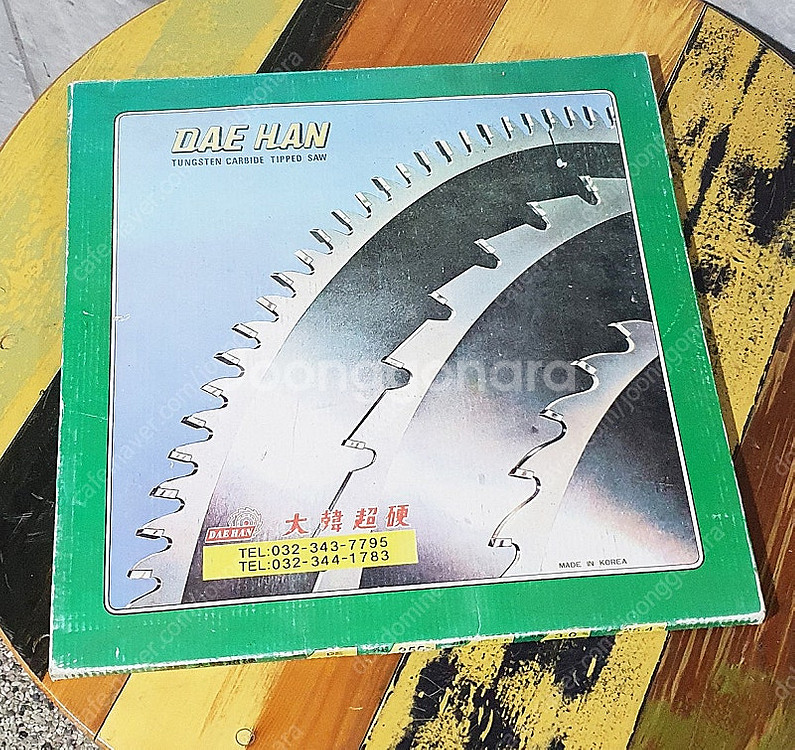 DAE HAN
TUNGSTEN CARBIDE TIPPED SAW
joonggonara
DAE HAN
大韓超硬
TEL:032-343-7795
TEL:032-344-1783
MADE IN KOREA